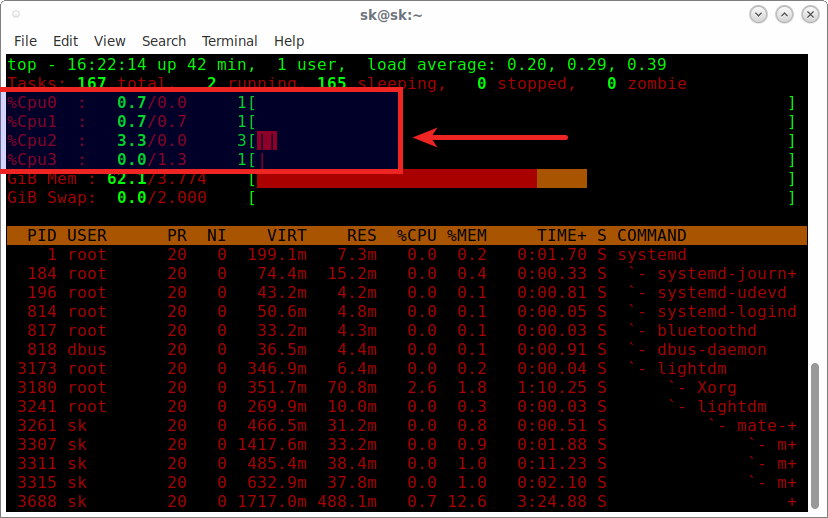 sk@sk:~
File Edit View Search Terminal Help
top - 16:22:14 up 42 min, 1 user, load average: 0.20, 0.29, 0.39
Tasks: 167 total, 2 running, 165 sleeping, 0 stopped, 0 zombie
%Cpu0 : 0.7/0.0 1[ ]
%Cpu1 : 0.7/0.7 1[ ]
%Cpu2 : 3.3/0.0 3[||| ]
%Cpu3 : 0.0/1.3 1[| ]
GiB Mem : 62.1/3.774 [ ]
GiB Swap: 0.0/2.000 [ ]
PID USER PR NI VIRT RES %CPU %MEM TIME+ S COMMAND
1 root 20 0 199.1m 7.3m 0.0 0.2 0:01.70 S systemd
184 root 20 0 74.4m 15.2m 0.0 0.4 0:00.33 S `- systemd-journ+
196 root 20 0 43.2m 4.2m 0.0 0.1 0:00.81 S `- systemd-udevd
814 root 20 0 50.6m 4.8m 0.0 0.1 0:00.05 S `- systemd-logind
817 root 20 0 33.2m 4.3m 0.0 0.1 0:00.03 S `- bluetoothd
818 dbus 20 0 36.5m 4.4m 0.0 0.1 0:00.91 S `- dbus-daemon
3173 root 20 0 346.9m 6.4m 0.0 0.2 0:00.04 S `- lightdm
3180 root 20 0 351.7m 70.8m 2.6 1.8 1:10.25 S `- Xorg
3241 root 20 0 269.9m 10.0m 0.0 0.3 0:00.03 S `- lightdm
3261 sk 20 0 466.5m 31.2m 0.0 0.8 0:00.51 S `- mate-+
3307 sk 20 0 1417.6m 33.2m 0.0 0.9 0:01.88 S `- m+
3311 sk 20 0 485.4m 38.4m 0.0 1.0 0:11.23 S `- m+
3315 sk 20 0 632.9m 37.8m 0.0 1.0 0:02.10 S `- m+
3688 sk 20 0 1717.0m 488.1m 0.7 12.6 3:24.88 S +